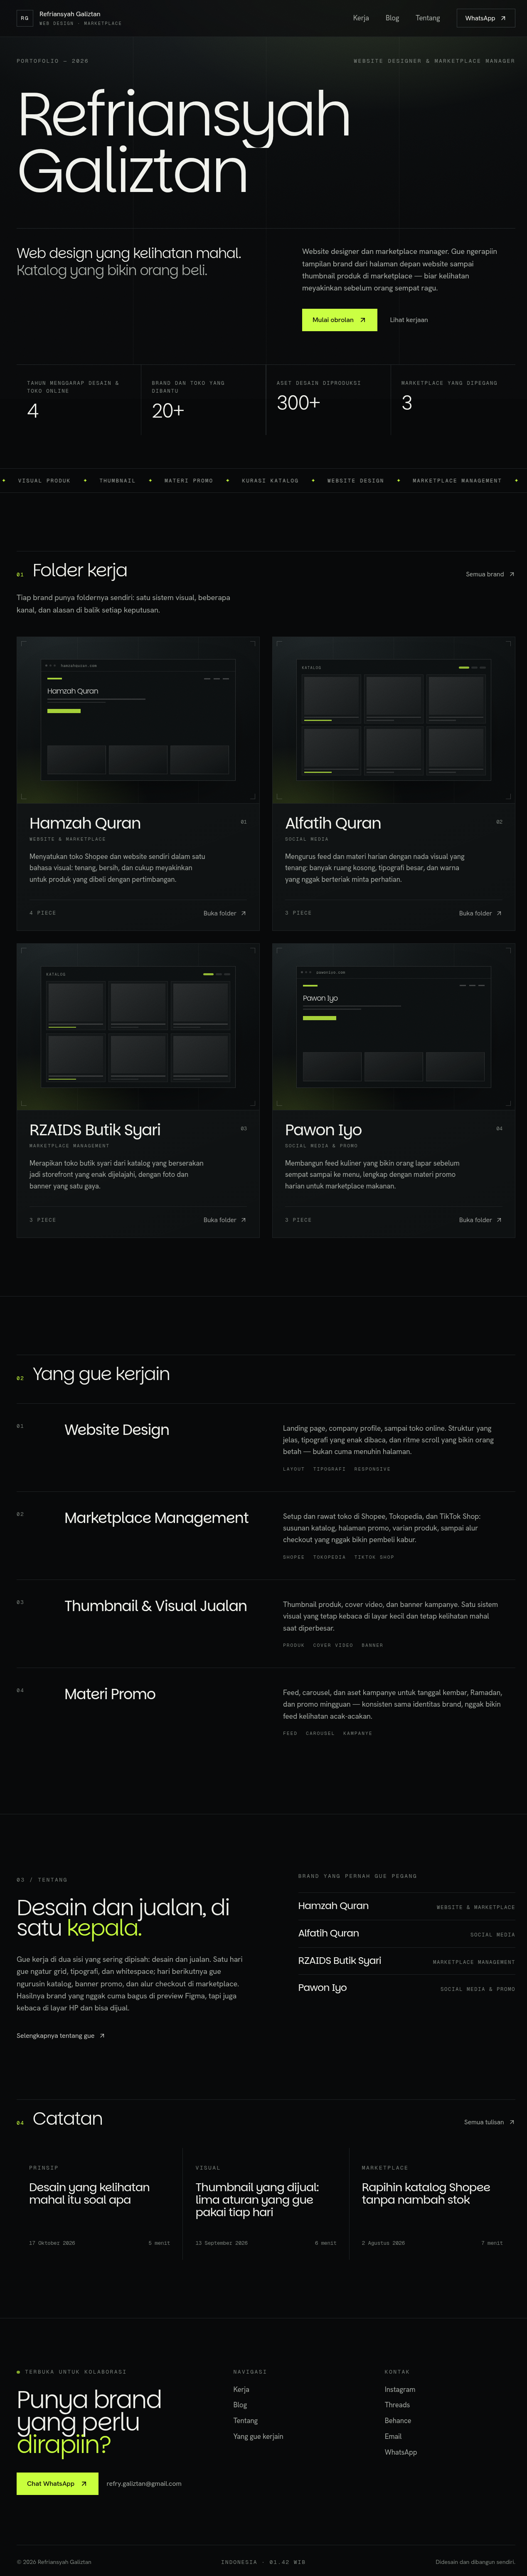 RG
Refriansyah Galiztan
WEB DESIGN · MARKETPLACE
Kerja
Blog
Tentang
WhatsApp
PORTOFOLIO — 2026
WEBSITE DESIGNER & MARKETPLACE MANAGER
Refriansyah
Galiztan
Web design yang kelihatan mahal.
Katalog yang bikin orang beli.
Website designer dan marketplace manager. Gue ngerapiin
tampilan brand dari halaman depan website sampai
thumbnail produk di marketplace — biar kelihatan
meyakinkan sebelum orang sempat ragu.
Mulai obrolan
Lihat kerjaan
TAHUN MENGGARAP DESAIN &
TOKO ONLINE
4
BRAND DAN TOKO YANG
DIBANTU
20+
ASET DESAIN DIPRODUKSI
300+
MARKETPLACE YANG DIPEGANG
3
VISUAL PRODUK
THUMBNAIL
MATERI PROMO
KURASI KATALOG
WEBSITE DESIGN
MARKETPLACE MANAGEMENT
01
Folder kerja
Semua brand
Tiap brand punya foldernya sendiri: satu sistem visual, beberapa
kanal, dan alasan di balik setiap keputusan.
hamzahquran.com
Hamzah Quran
Hamzah Quran
01
WEBSITE & MARKETPLACE
Menyatukan toko Shopee dan website sendiri dalam satu
bahasa visual: tenang, bersih, dan cukup meyakinkan
untuk produk yang dibeli dengan pertimbangan.
4 PIECE
Buka folder
KATALOG
Alfatih Quran
02
SOCIAL MEDIA
Mengurus feed dan materi harian dengan nada visual yang
tenang: banyak ruang kosong, tipografi besar, dan warna
yang nggak berteriak minta perhatian.
3 PIECE
Buka folder
KATALOG
RZAIDS Butik Syari
03
MARKETPLACE MANAGEMENT
Merapikan toko butik syari dari katalog yang berserakan
jadi storefront yang enak dijelajahi, dengan foto dan
banner yang satu gaya.
3 PIECE
Buka folder
pawoniyo.com
Pawon Iyo
Pawon Iyo
04
SOCIAL MEDIA & PROMO
Membangun feed kuliner yang bikin orang lapar sebelum
sempat sampai ke menu, lengkap dengan materi promo
harian untuk marketplace makanan.
3 PIECE
Buka folder
02
Yang gue kerjain
01
Website Design
Landing page, company profile, sampai toko online. Struktur yang
jelas, tipografi yang enak dibaca, dan ritme scroll yang bikin orang
betah — bukan cuma menuhin halaman.
LAYOUT TIPOGRAFI RESPONSIVE
02
Marketplace Management
Setup dan rawat toko di Shopee, Tokopedia, dan TikTok Shop:
susunan katalog, halaman promo, varian produk, sampai alur
checkout yang nggak bikin pembeli kabur.
SHOPEE TOKOPEDIA TIKTOK SHOP
03
Thumbnail & Visual Jualan
Thumbnail produk, cover video, dan banner kampanye. Satu sistem
visual yang tetap kebaca di layar kecil dan tetap kelihatan mahal
saat diperbesar.
PRODUK COVER VIDEO BANNER
04
Materi Promo
Feed, carousel, dan aset kampanye untuk tanggal kembar, Ramadan,
dan promo mingguan — konsisten sama identitas brand, nggak bikin
feed kelihatan acak-acakan.
FEED CAROUSEL KAMPANYE
03 / TENTANG
Desain dan jualan, di
satu kepala.
Gue kerja di dua sisi yang sering dipisah: desain dan jualan. Satu hari
gue ngatur grid, tipografi, dan whitespace; hari berikutnya gue
ngurusin katalog, banner promo, dan alur checkout di marketplace.
Hasilnya brand yang nggak cuma bagus di preview Figma, tapi juga
kebaca di layar HP dan bisa dijual.
Selengkapnya tentang gue
BRAND YANG PERNAH GUE PEGANG
Hamzah Quran
WEBSITE & MARKETPLACE
Alfatih Quran
SOCIAL MEDIA
RZAIDS Butik Syari
MARKETPLACE MANAGEMENT
Pawon Iyo
SOCIAL MEDIA & PROMO
04
Catatan
Semua tulisan
PRINSIP
Desain yang kelihatan
mahal itu soal apa
17 Oktober 2026
5 menit
VISUAL
Thumbnail yang dijual:
lima aturan yang gue
pakai tiap hari
13 September 2026
6 menit
MARKETPLACE
Rapihin katalog Shopee
tanpa nambah stok
2 Agustus 2026
7 menit
TERBUKA UNTUK KOLABORASI
Punya brand
yang perlu
dirapiin?
Chat WhatsApp
refry.galiztan@gmail.com
NAVIGASI
Kerja
Blog
Tentang
Yang gue kerjain
KONTAK
Instagram
Threads
Behance
Email
WhatsApp
© 2026 Refriansyah Galiztan
INDONESIA · 01.42 WIB
Didesain dan dibangun sendiri.